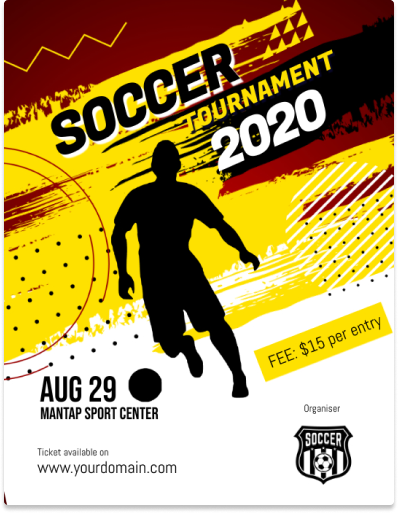 SOCCER
TOURNAMENT
2020
FEE: $15 per entry
AUG 29
MANTAP SPORT CENTER
Organiser
SOCCER
Ticket available on
www.yourdomain.com